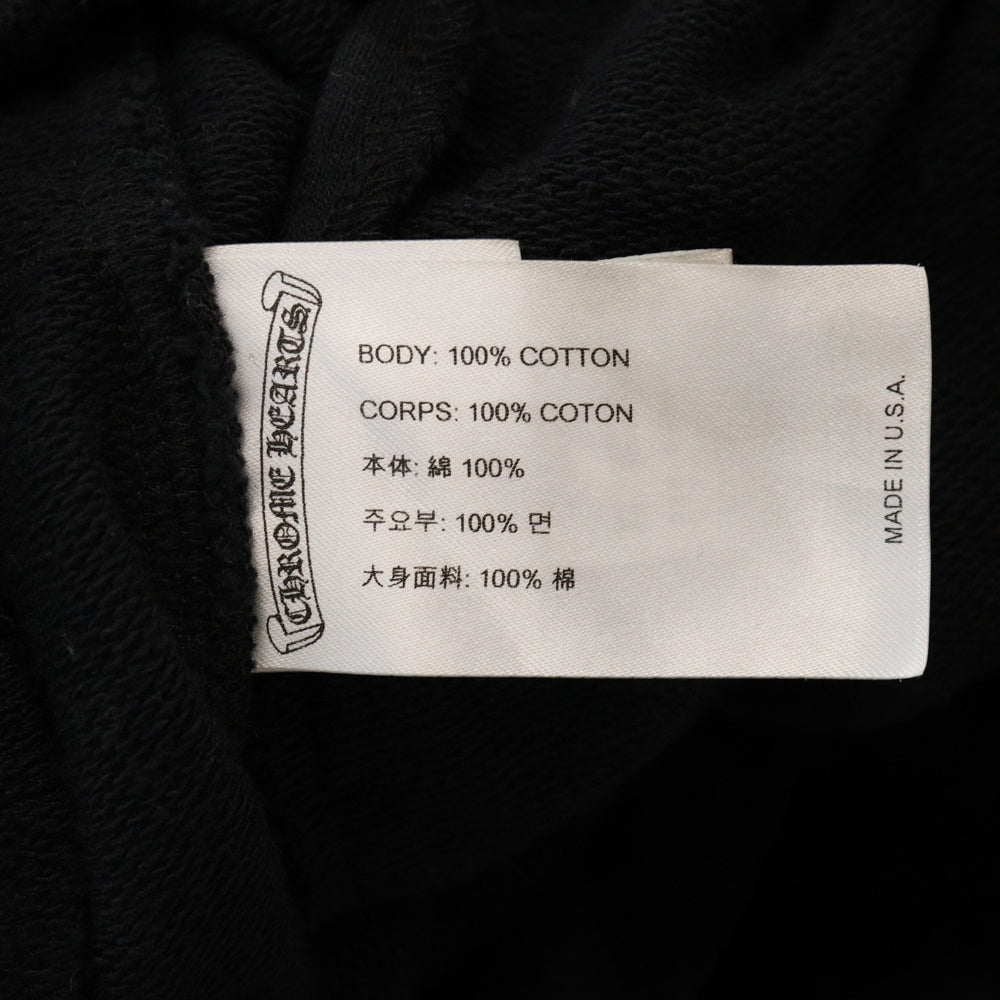 CHROME HEARTS
BODY: 100% COTTON
CORPS: 100% COTON
本体: 綿 100%
주요부: 100% 면
大身面料: 100% 棉
MADE IN U.S.A.